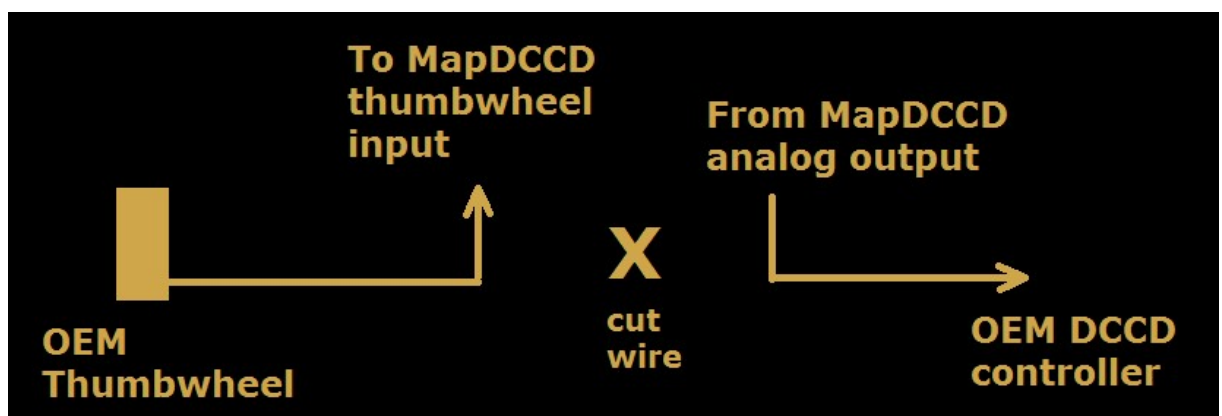 To MapDCCD
thumbwheel
input
From MapDCCD
analog output
X
cut
wire
OEM
Thumbwheel
OEM DCCD
controller